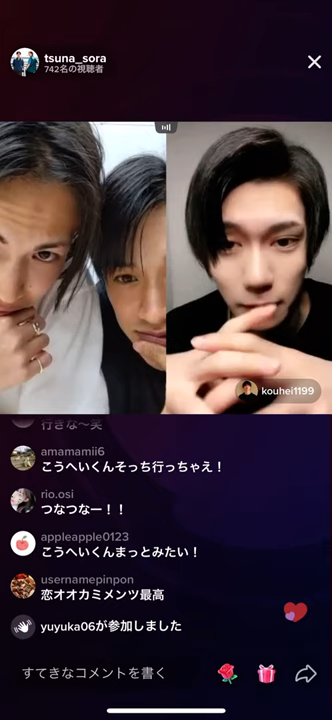 tsuna_sora
742名の視聴者
kouhei1199
行きな〜笑
amamamii6
こうへいくんそっち行っちゃえ！
rio.osi
つなつなー！！
appleapple0123
こうへいくんまっとみたい！
usernamepinpon
恋オオカミメンツ最高
yuyuka06が参加しました
すてきなコメントを書く